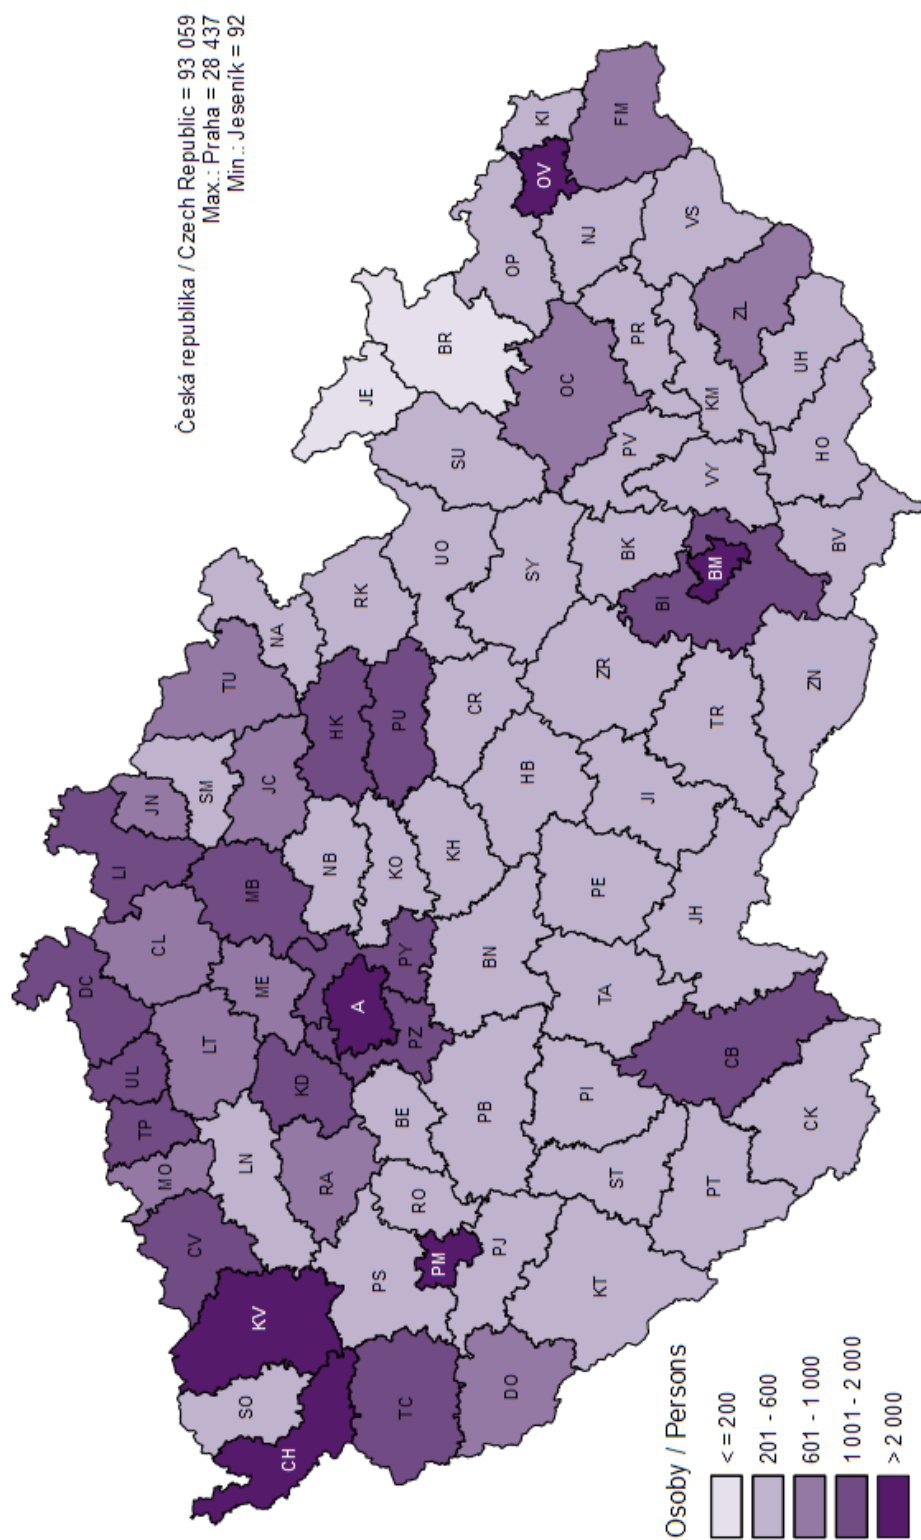 Česká republika / Czech Republic = 93 059
Max.: Praha = 28 437
Min.: Jeseník = 92
DC
LI
JN
UL
CL
TP
SM
TU
LT
MO
MB
JC
NA
CV
ME
LN
KD
HK
RK
JE
KV
NB
RA
A
SO
PU
BR
KO
PY
UO
SU
CH
PS
BE
PZ
KH
CR
OP
RO
PM
TC
BN
SY
OC
KI
OV
PB
HB
PJ
DO
ZR
NJ
PI
TA
PE
BK
PV
PR
FM
JI
KT
ST
BI
KM
VY
VS
BM
JH
TR
ZL
PT
CB
UH
CK
ZN
BV
HO
Osoby / Persons
< = 200
201 - 600
601 - 1 000
1 001 - 2 000
> 2 000